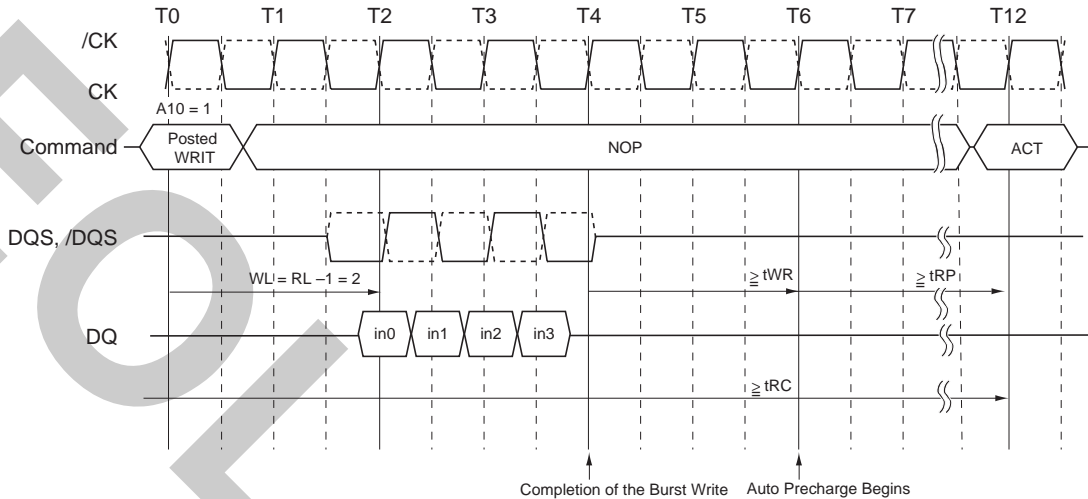 T0 T1 T2 T3 T4 T5 T6 T7 T12
/CK
CK
A10 = 1
Command
Posted
WRIT
NOP
ACT
DQS, /DQS
WL = RL –1 = 2
≧ tWR
≧ tRP
DQ
in0 in1 in2 in3
≧ tRC
Completion of the Burst Write Auto Precharge Begins
EOL